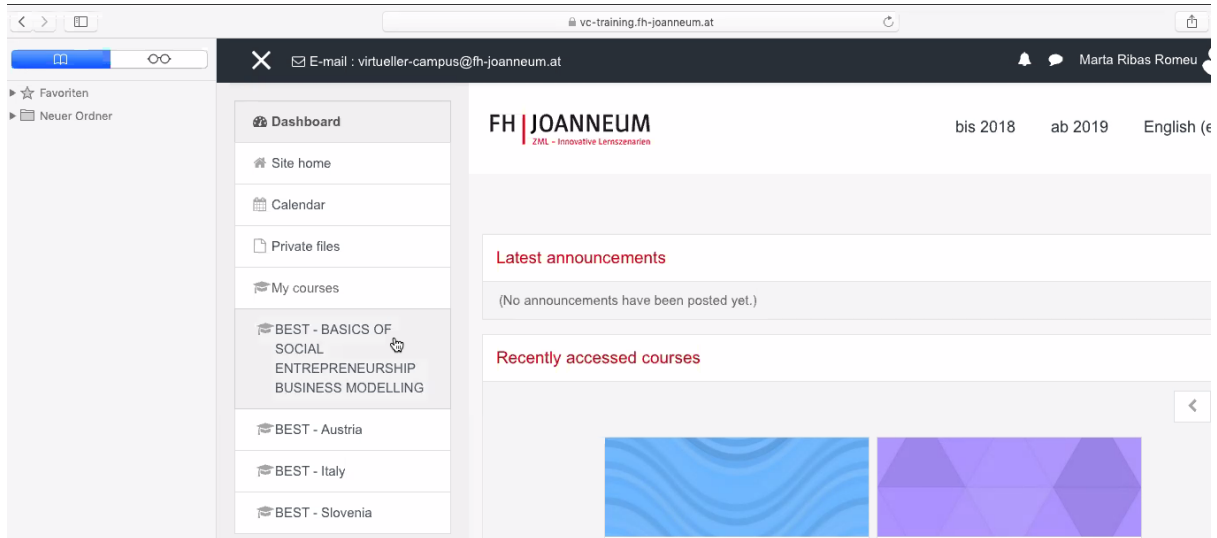 vc-training.fh-joanneum.at
E-mail : virtueller-campus@fh-joanneum.at
Marta Ribas Romeu
Favoriten
Neuer Ordner
Dashboard
Site home
Calendar
Private files
My courses
BEST - BASICS OF
SOCIAL
ENTREPRENEURSHIP
BUSINESS MODELLING
BEST - Austria
BEST - Italy
BEST - Slovenia
FH | JOANNEUM
ZML - Innovative Lernszenarien
bis 2018
ab 2019
English (e
Latest announcements
(No announcements have been posted yet.)
Recently accessed courses